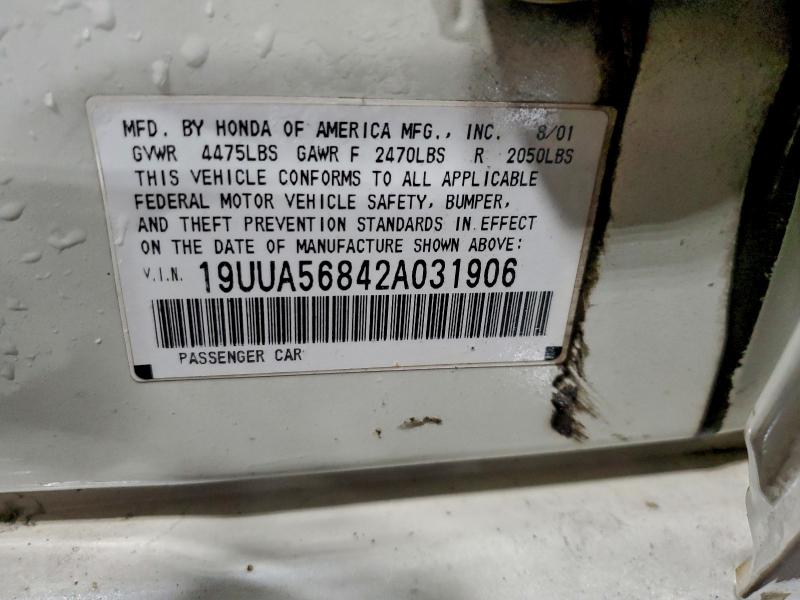 MFD. BY HONDA OF AMERICA MFG., INC. 8/01
GVWR 4475LBS GAWR F 2470LBS R 2050LBS
THIS VEHICLE CONFORMS TO ALL APPLICABLE
FEDERAL MOTOR VEHICLE SAFETY, BUMPER,
AND THEFT PREVENTION STANDARDS IN EFFECT
ON THE DATE OF MANUFACTURE SHOWN ABOVE:
V.I.N. 19UUA56842A031906
PASSENGER CAR